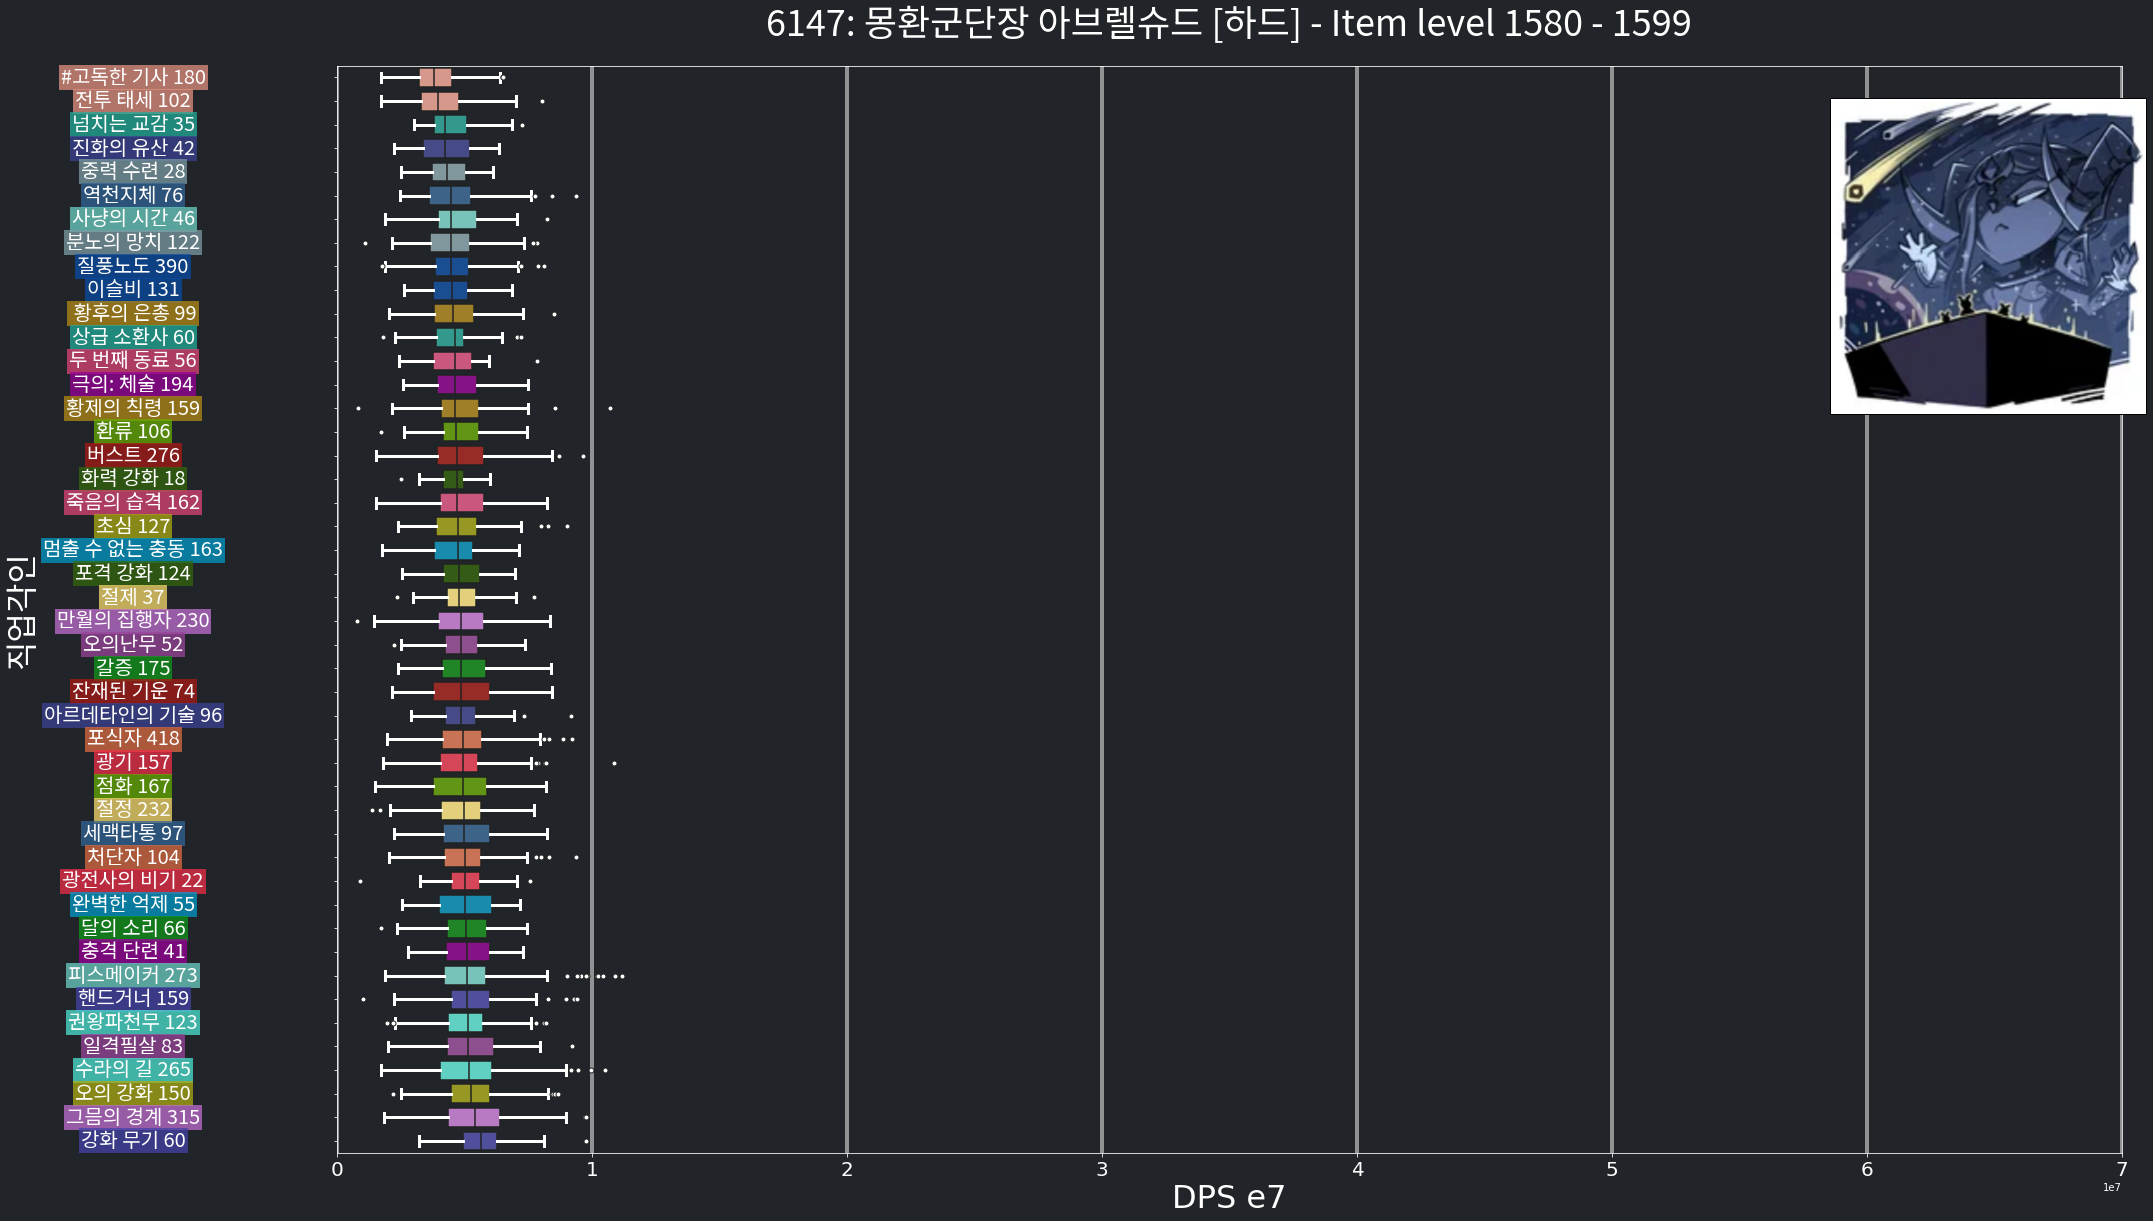 6147: 몽환군단장 아브렐슈드 [하드] - Item level 1580 - 1599
직업각인
#고독한 기사 180
전투 태세 102
넘치는 교감 35
진화의 유산 42
중력 수련 28
역천지체 76
사냥의 시간 46
분노의 망치 122
질풍노도 390
이슬비 131
황후의 은총 99
상급 소환사 60
두 번째 동료 56
극의: 체술 194
황제의 칙령 159
환류 106
버스트 276
화력 강화 18
죽음의 습격 162
초심 127
멈출 수 없는 충동 163
포격 강화 124
절제 37
만월의 집행자 230
오의난무 52
갈증 175
잔재된 기운 74
아르데타인의 기술 96
포식자 418
광기 157
점화 167
절정 232
세맥타통 97
처단자 104
광전사의 비기 22
완벽한 억제 55
달의 소리 66
충격 단련 41
피스메이커 273
핸드거너 159
권왕파천무 123
일격필살 83
수라의 길 265
오의 강화 150
그믐의 경계 315
강화 무기 60
0 1 2 3 4 5 6 7
DPS e7
1e7